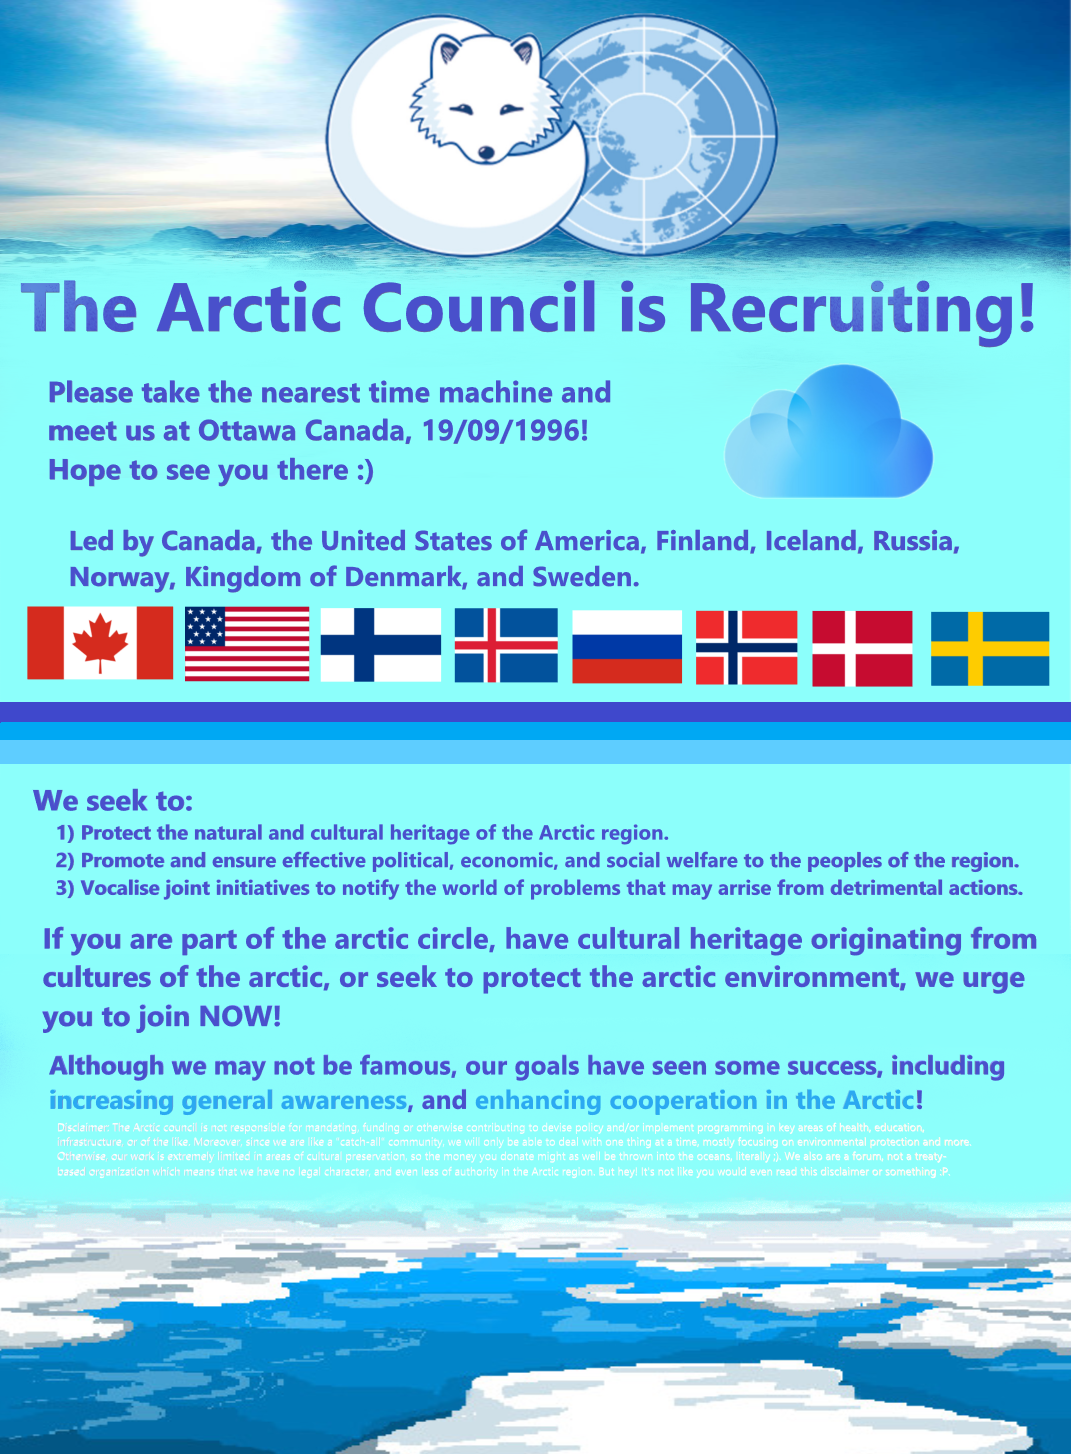 The Arctic Council is Recruiting!
Please take the nearest time machine and
meet us at Ottawa Canada, 19/09/1996!
Hope to see you there :)
Led by Canada, the United States of America, Finland, Iceland, Russia,
Norway, Kingdom of Denmark, and Sweden.
We seek to:
1) Protect the natural and cultural heritage of the Arctic region.
2) Promote and ensure effective political, economic, and social welfare to the peoples of the region.
3) Vocalise joint initiatives to notify the world of problems that may arrise from detrimental actions.
If you are part of the arctic circle, have cultural heritage originating from
cultures of the arctic, or seek to protect the arctic environment, we urge
you to join NOW!
Although we may not be famous, our goals have seen some success, including
increasing general awareness, and enhancing cooperation in the Arctic!
Disclaimer: The Arctic council is not responsible for mandating, funding or otherwise contributing to devise policy and/or implement programming in key areas of health, education,
infrastructure, or of the like. Moreover, since we are like a "catch-all" community, we will only be able to deal with one thing at a time, mostly focusing on environmental protection and more.
Otherwise, our work is extremely limited in areas of cultural preservation, so the money you donate might as well be thrown into the oceans, literally ;). We also are a forum, not a treaty-
based organization which means that we have no legal character, and even less of authority in the Arctic region. But hey! It's not like you would even read this disclaimer or something :P.